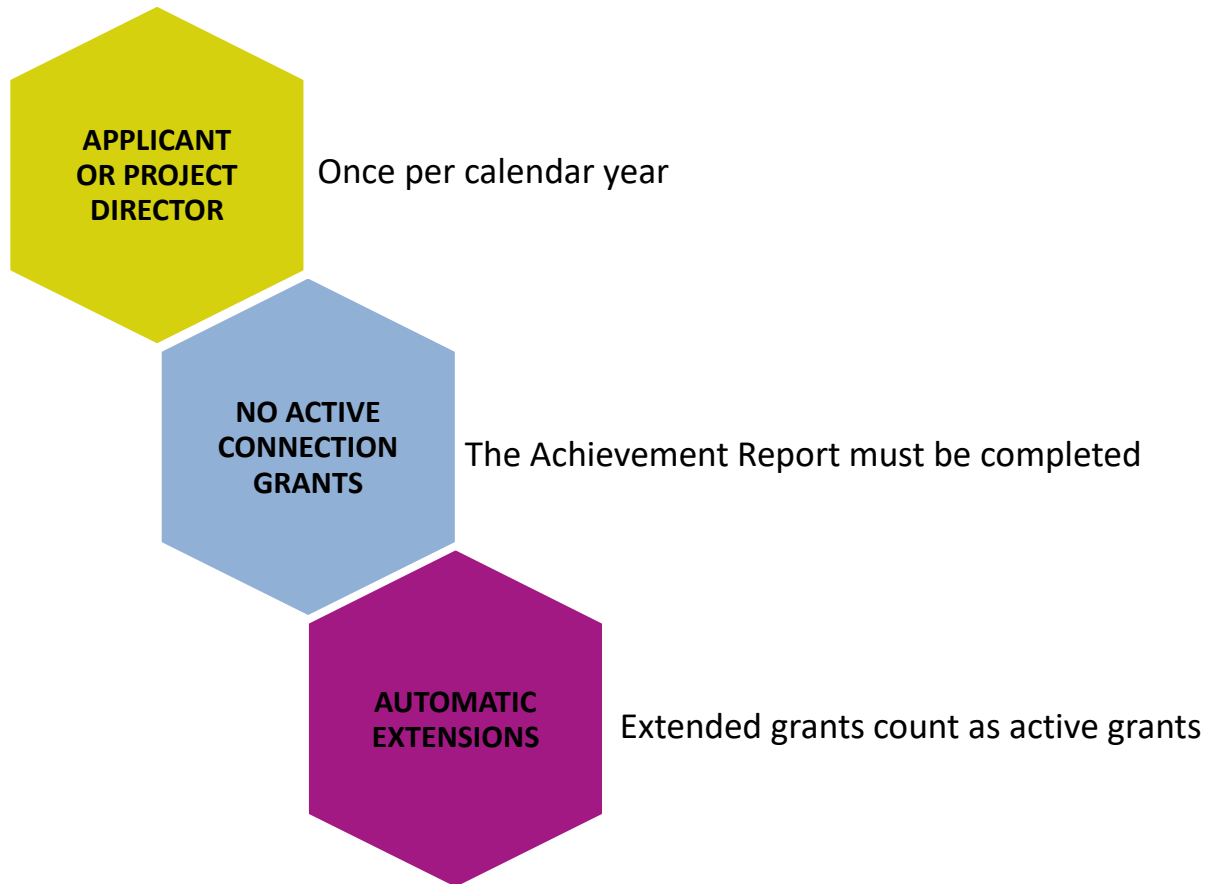 APPLICANT
OR PROJECT
DIRECTOR
Once per calendar year
NO ACTIVE
CONNECTION
GRANTS
The Achievement Report must be completed
AUTOMATIC
EXTENSIONS
Extended grants count as active grants